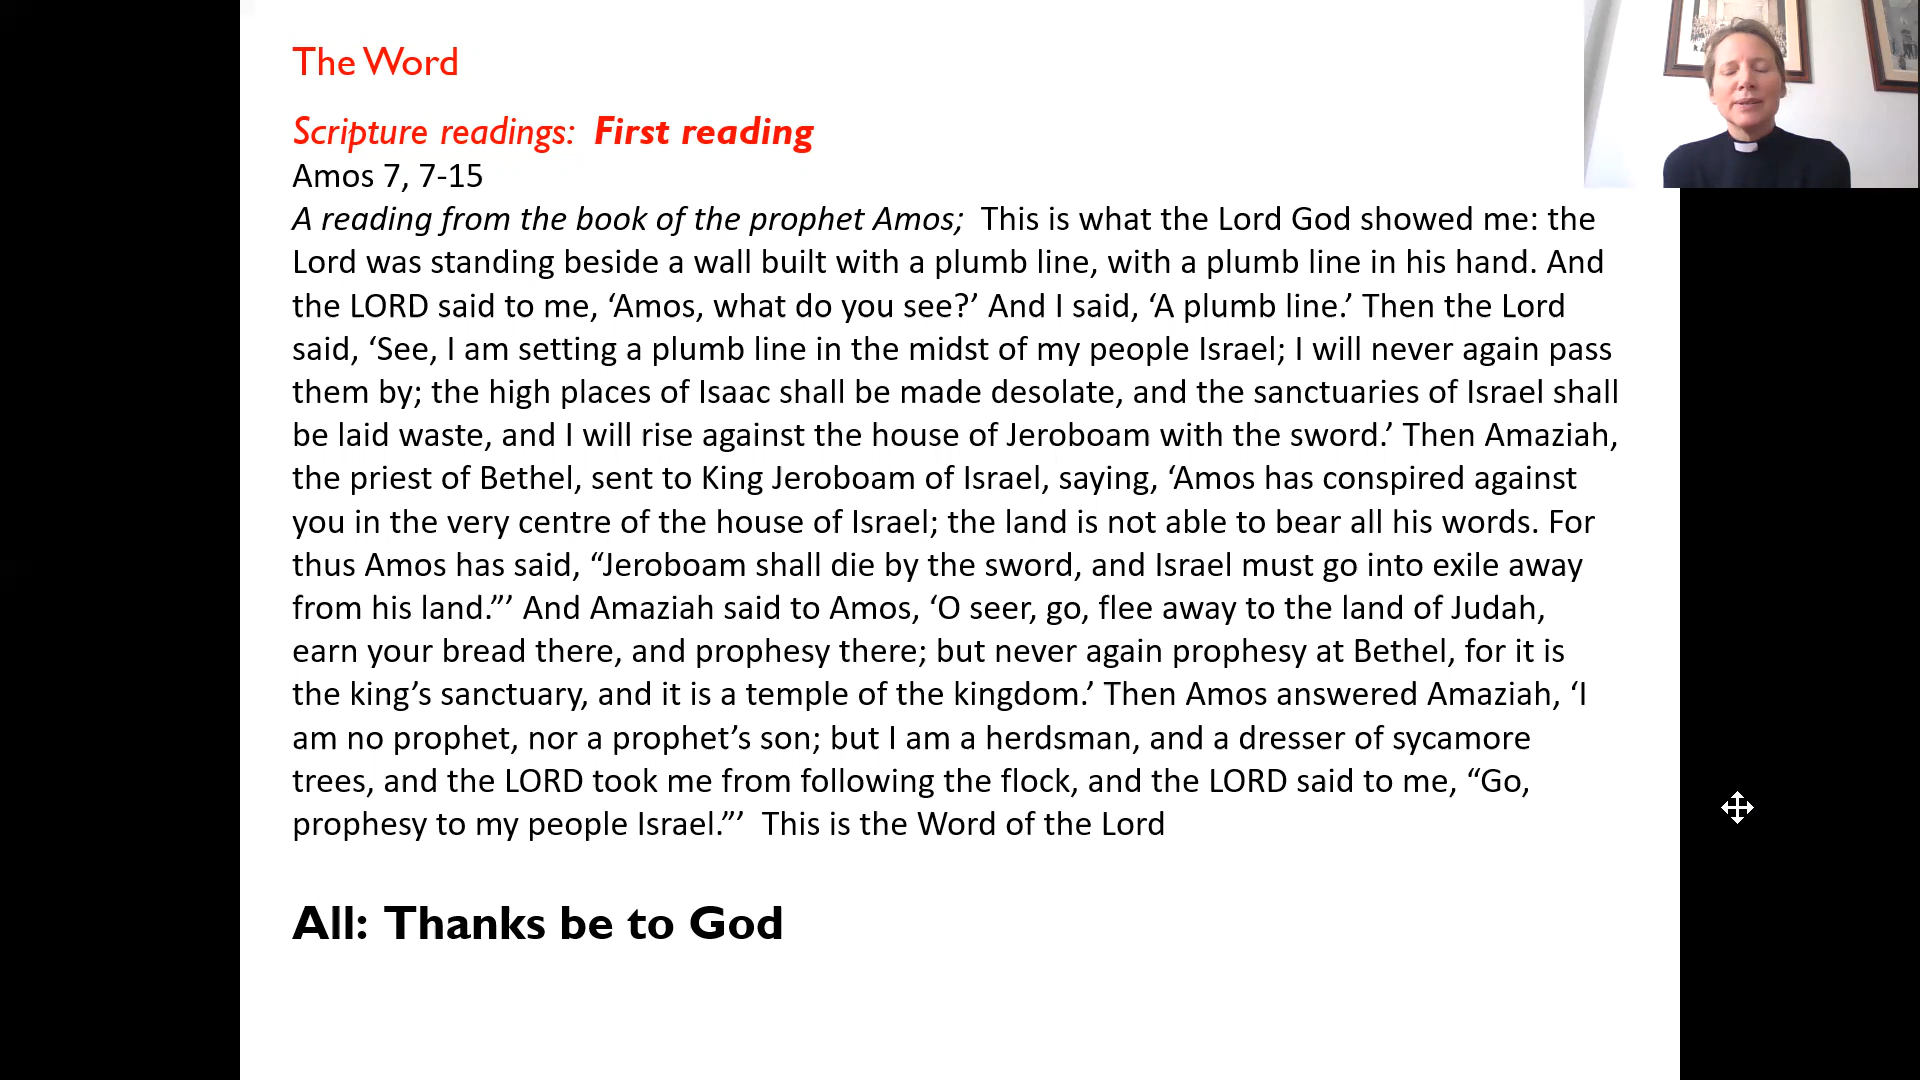 The Word
Scripture readings:  First reading
Amos 7, 7-15
A reading from the book of the prophet Amos;  This is what the Lord God showed me: the
Lord was standing beside a wall built with a plumb line, with a plumb line in his hand. And
the LORD said to me, ‘Amos, what do you see?’ And I said, ‘A plumb line.’ Then the Lord
said, ‘See, I am setting a plumb line in the midst of my people Israel; I will never again pass
them by; the high places of Isaac shall be made desolate, and the sanctuaries of Israel shall
be laid waste, and I will rise against the house of Jeroboam with the sword.’ Then Amaziah,
the priest of Bethel, sent to King Jeroboam of Israel, saying, ‘Amos has conspired against
you in the very centre of the house of Israel; the land is not able to bear all his words. For
thus Amos has said, “Jeroboam shall die by the sword, and Israel must go into exile away
from his land.”’ And Amaziah said to Amos, ‘O seer, go, flee away to the land of Judah,
earn your bread there, and prophesy there; but never again prophesy at Bethel, for it is
the king’s sanctuary, and it is a temple of the kingdom.’ Then Amos answered Amaziah, ‘I
am no prophet, nor a prophet’s son; but I am a herdsman, and a dresser of sycamore
trees, and the LORD took me from following the flock, and the LORD said to me, “Go,
prophesy to my people Israel.”’  This is the Word of the Lord
All: Thanks be to God